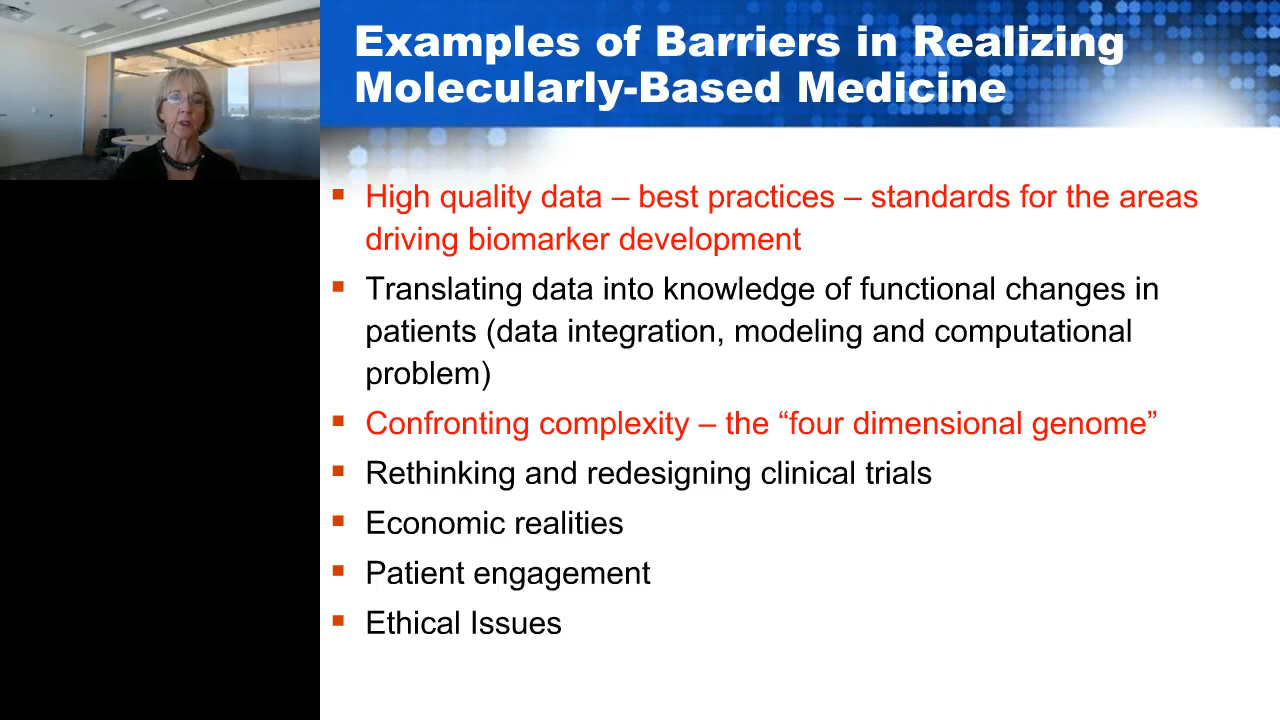 Examples of Barriers in Realizing
Molecularly-Based Medicine
High quality data – best practices – standards for the areas
driving biomarker development
Translating data into knowledge of functional changes in
patients (data integration, modeling and computational
problem)
Confronting complexity – the “four dimensional genome”
Rethinking and redesigning clinical trials
Economic realities
Patient engagement
Ethical Issues